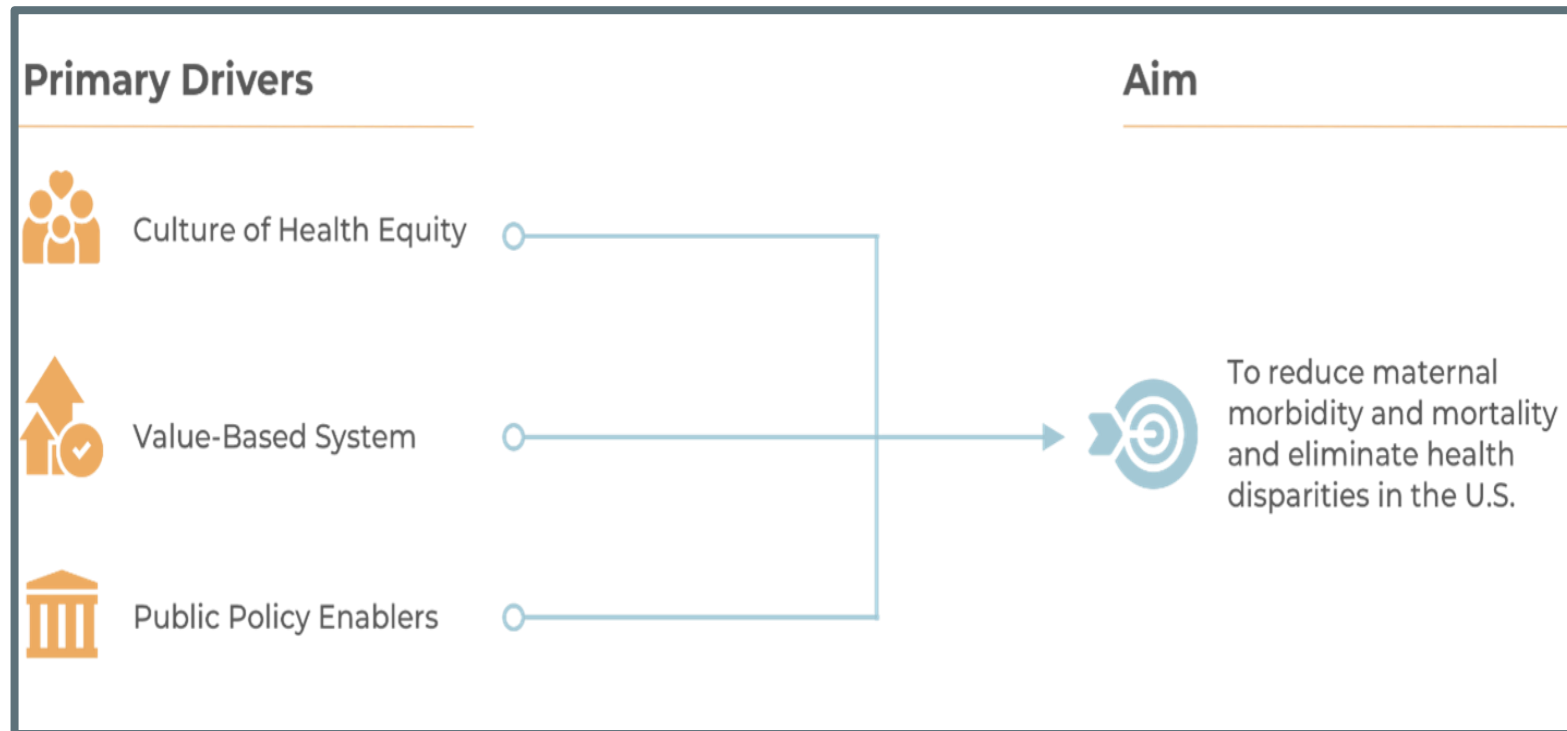 Primary Drivers
Aim
Culture of Health Equity
Value-Based System
Public Policy Enablers
To reduce maternal
morbidity and mortality
and eliminate health
disparities in the U.S.